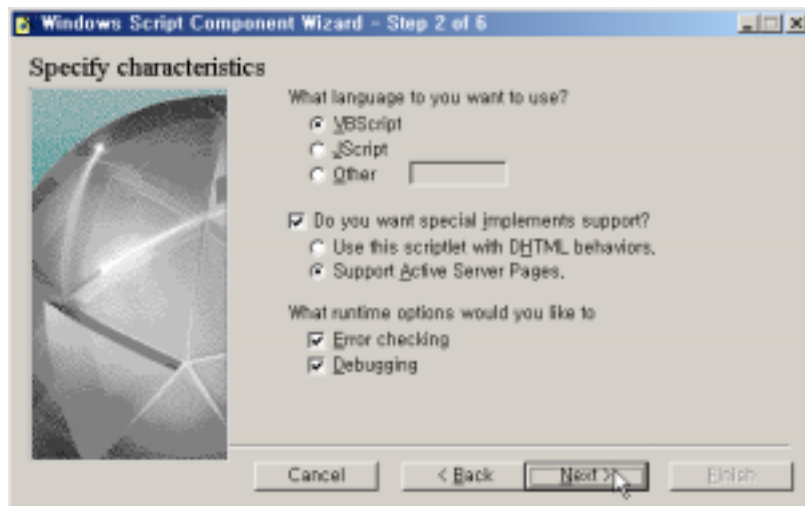 Windows Script Component Wizard - Step 2 of 6
Specify characteristics
What language to you want to use?
VBScript
JScript
Other
Do you want special implements support?
Use this scriptlet with DHTML behaviors.
Support Active Server Pages.
What runtime options would you like to
Error checking
Debugging
Cancel < Back Next > Finish